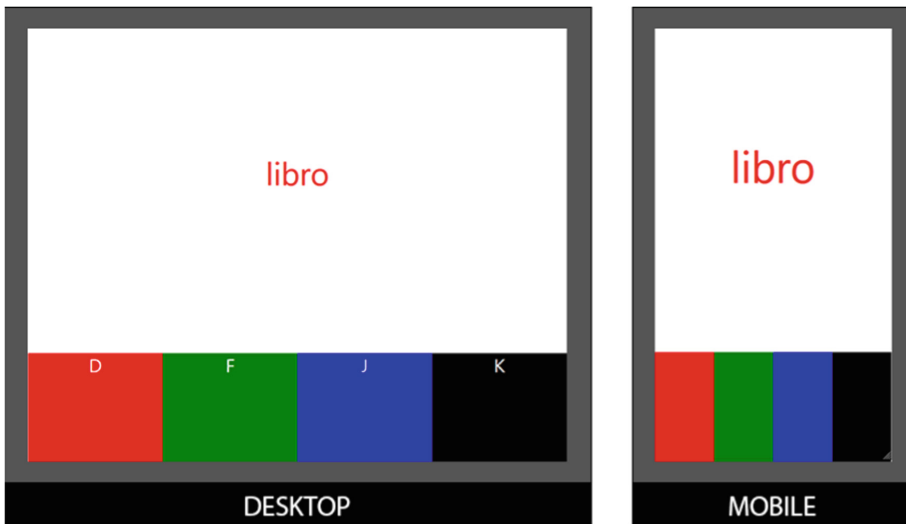 libro
D F J K
DESKTOP
libro
MOBILE